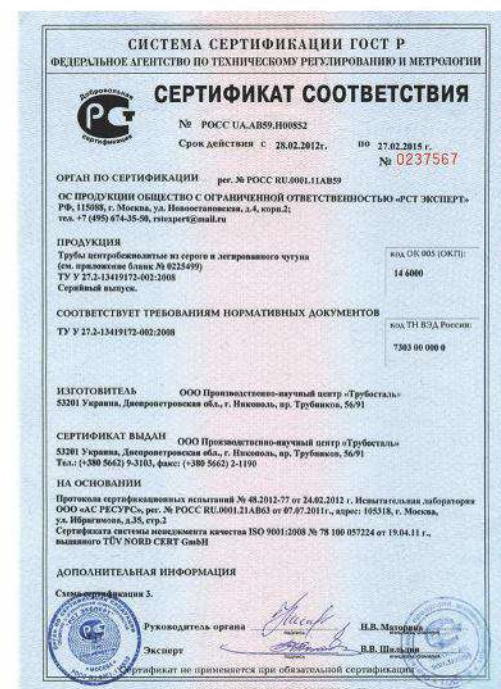 СИСТЕМА СЕРТИФИКАЦИИ ГОСТ Р
ФЕДЕРАЛЬНОЕ АГЕНТСТВО ПО ТЕХНИЧЕСКОМУ РЕГУЛИРОВАНИЮ И МЕТРОЛОГИИ
Добровольная
сертификация
СЕРТИФИКАТ СООТВЕТСТВИЯ
№ РОСС UA.АВ59.Н00852
Срок действия с 28.02.2012г. по 27.02.2015 г.
№ 0237567
ОРГАН ПО СЕРТИФИКАЦИИ рег. № РОСС RU.0001.11АВ59
ОС ПРОДУКЦИИ ОБЩЕСТВО С ОГРАНИЧЕННОЙ ОТВЕТСТВЕННОСТЬЮ «РСТ ЭКСПЕРТ»
РФ, 115088, г. Москва, ул. Новоостаповская, д.4, корп.2;
тел. +7 (495) 674-35-50, rstexpert@mail.ru
ПРОДУКЦИЯ
Трубы центробежнолитые из серого и легированного чугуна
(см. приложение бланк № 0225499)
ТУ У 27.2-13419172-002:2008
Серийный выпуск.
код ОК 005 (ОКП):
14 6000
СООТВЕТСТВУЕТ ТРЕБОВАНИЯМ НОРМАТИВНЫХ ДОКУМЕНТОВ
ТУ У 27.2-13419172-002:2008
код ТН ВЭД России:
7303 00 000 0
ИЗГОТОВИТЕЛЬ ООО Производственно-научный центр «Трубосталь»
53201 Украина, Днепропетровская обл., г. Никополь, пр. Трубников, 56/91
СЕРТИФИКАТ ВЫДАН ООО Производственно-научный центр «Трубосталь»
53201 Украина, Днепропетровская обл., г. Никополь, пр. Трубников, 56/91
Тел.: (+380 5662) 9-3103, факс: (+380 5662) 2-1190
НА ОСНОВАНИИ
Протокола сертификационных испытаний № 48.2012-77 от 24.02.2012 г. Испытательная лаборатория
ООО «АС РЕСУРС», рег. № РОСС RU.0001.21АВ63 от 07.07.2011г., адрес: 105318, г. Москва,
ул. Ибрагимова, д.35, стр.2
Сертификата системы менеджмента качества ISO 9001:2008 № 78 100 057224 от 19.04.11 г.,
выданного TÜV NORD CERT GmbH
ДОПОЛНИТЕЛЬНАЯ ИНФОРМАЦИЯ
Схема сертификации 3.
Руководитель органа
подпись
Н.В. Маторина
Эксперт
подпись
В.В. Шильдин
Сертификат не применяется при обязательной сертификации